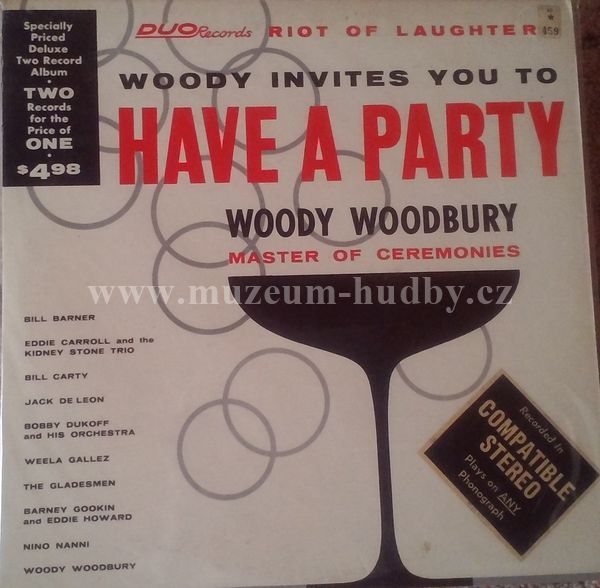 Specially
Priced
Deluxe
Two Record
Album
•
TWO
Records
for the
Price of
ONE
•
$4.98
DUO Records RIOT OF LAUGHTER
459
WOODY INVITES YOU TO
HAVE A PARTY
WOODY WOODBURY
MASTER OF CEREMONIES
www.muzeum-hudby.cz
BILL BARNER
EDDIE CARROLL and the
KIDNEY STONE TRIO
BILL CARTY
JACK DE LEON
BOBBY DUKOFF
and HIS ORCHESTRA
WEELA GALLEZ
THE GLADESMEN
BARNEY GOOKIN
and EDDIE HOWARD
NINO NANNI
WOODY WOODBURY
Recorded In
COMPATIBLE
STEREO
plays on ANY
phonograph